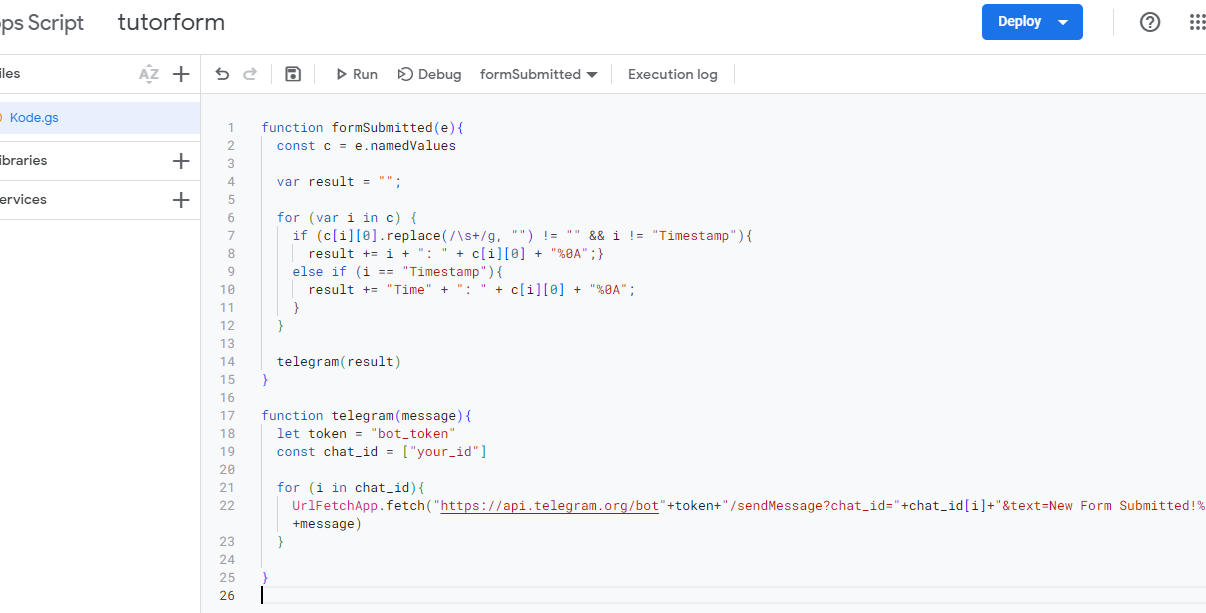 ps Script tutorform Deploy
iles AZ Run Debug formSubmitted Execution log
Kode.gs
ibraries
ervices
1 function formSubmitted(e){
2 const c = e.namedValues
3
4 var result = "";
5
6 for (var i in c) {
7 if (c[i][0].replace(/\s+/g, "") != "" && i != "Timestamp"){
8 result += i + ": " + c[i][0] + "%0A";}
9 else if (i == "Timestamp"){
10 result += "Time" + ": " + c[i][0] + "%0A";
11 }
12 }
13
14 telegram(result)
15 }
16
17 function telegram(message){
18 let token = "bot_token"
19 const chat_id = ["your_id"]
20
21 for (i in chat_id){
22 UrlFetchApp.fetch("https://api.telegram.org/bot"+token+"/sendMessage?chat_id="+chat_id[i]+"&text=New Form Submitted!%
+message)
23 }
24
25 }
26